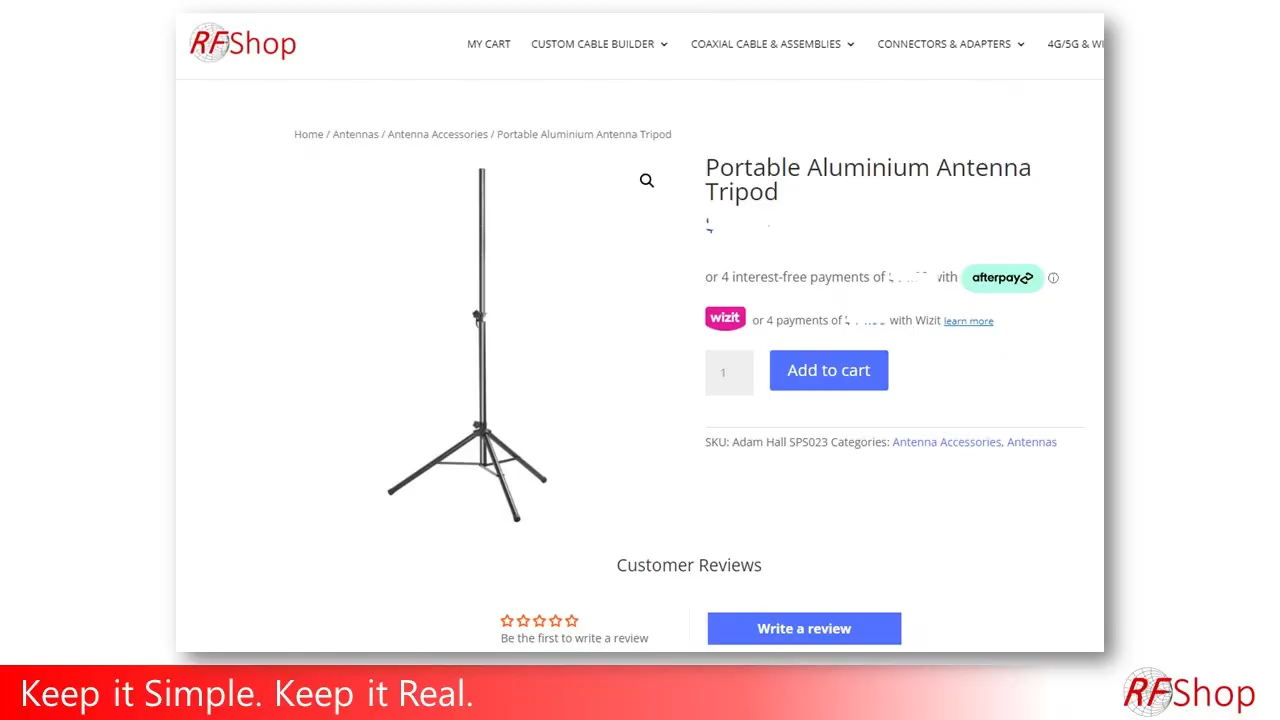 RFShop
MY CART
CUSTOM CABLE BUILDER
COAXIAL CABLE & ASSEMBLIES
CONNECTORS & ADAPTERS
4G/5G & WI
Home / Antennas / Antenna Accessories / Portable Aluminium Antenna Tripod
Portable Aluminium Antenna
Tripod
or 4 interest-free payments of with afterpay
wizit or 4 payments of with Wizit learn more
1
Add to cart
SKU: Adam Hall SPS023 Categories: Antenna Accessories, Antennas
Customer Reviews
Be the first to write a review
Write a review
Keep it Simple. Keep it Real.
RFShop